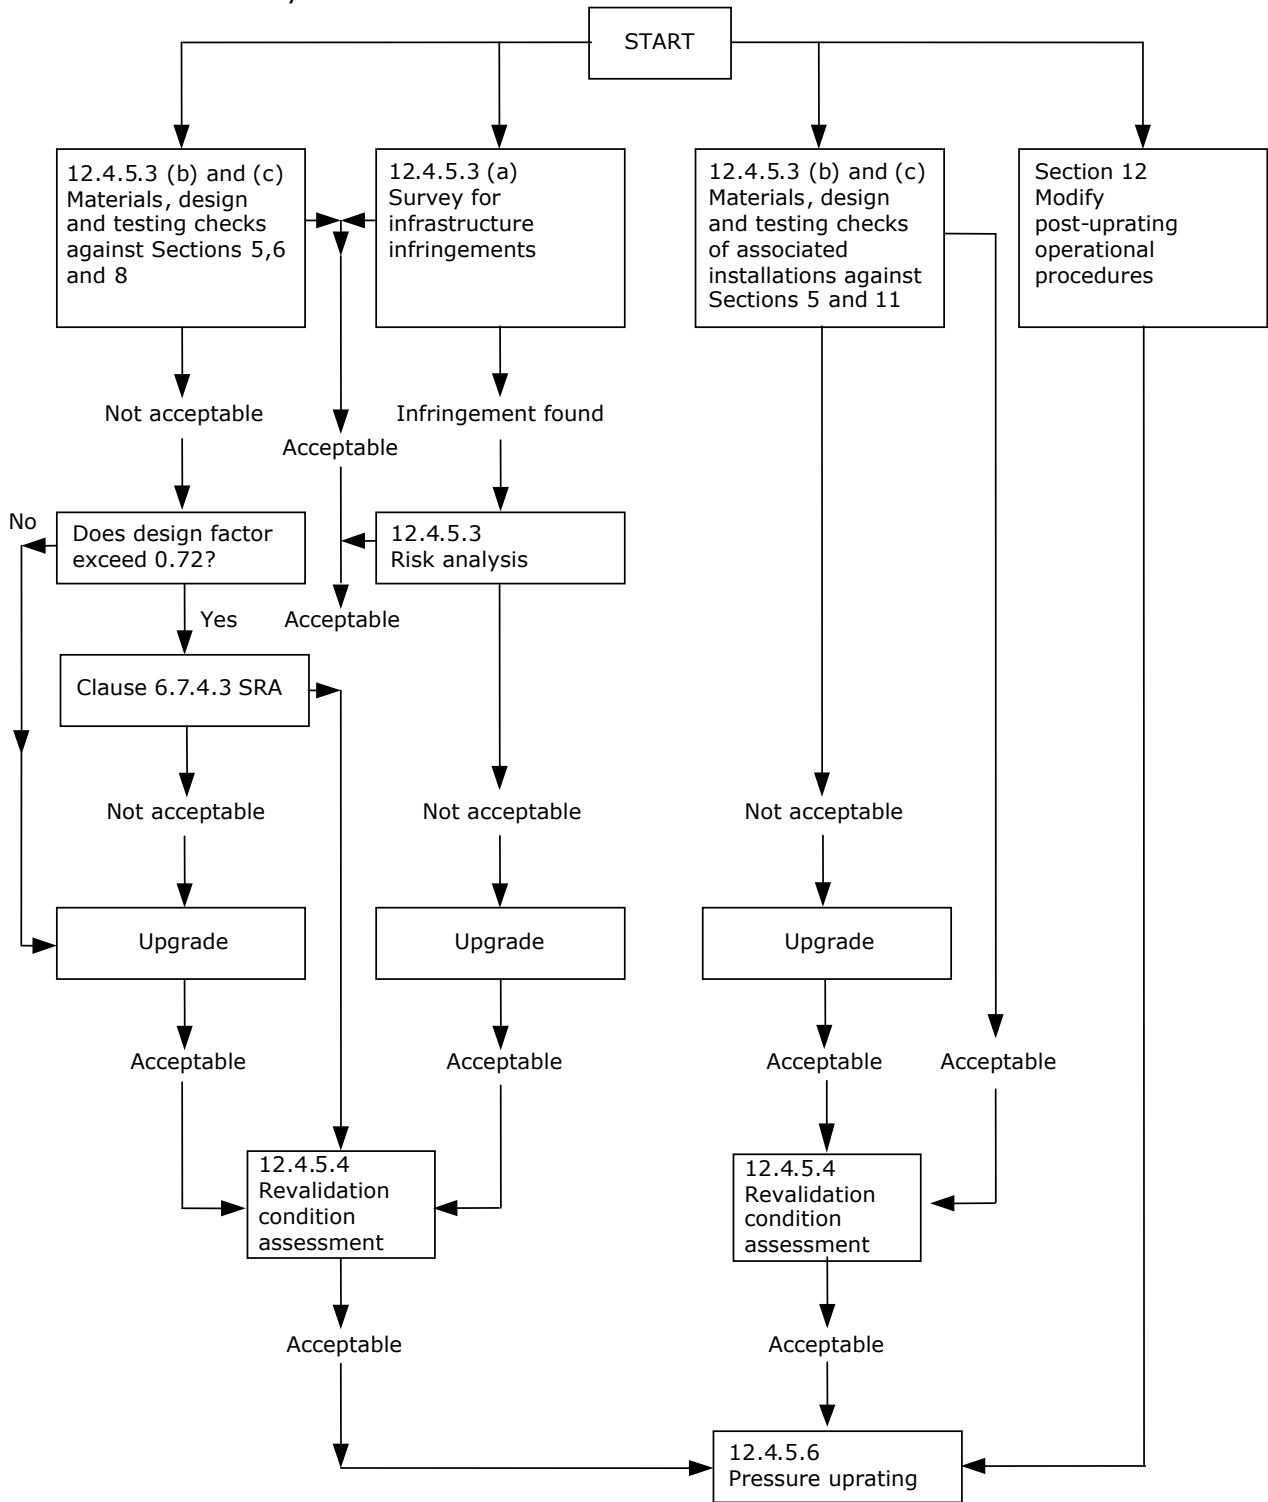 START
12.4.5.3 (b) and (c)
Materials, design
and testing checks
against Sections 5,6
and 8
12.4.5.3 (a)
Survey for
infrastructure
infringements
12.4.5.3 (b) and (c)
Materials, design
and testing checks
of associated
installations against
Sections 5 and 11
Section 12
Modify
post-uprating
operational
procedures
Not acceptable
Acceptable
Infringement found
No
Does design factor
exceed 0.72?
12.4.5.3
Risk analysis
Yes
Acceptable
Clause 6.7.4.3 SRA
Not acceptable
Not acceptable
Not acceptable
Upgrade
Upgrade
Upgrade
Acceptable
Acceptable
Acceptable
Acceptable
12.4.5.4
Revalidation
condition
assessment
12.4.5.4
Revalidation
condition
assessment
Acceptable
Acceptable
12.4.5.6
Pressure uprating